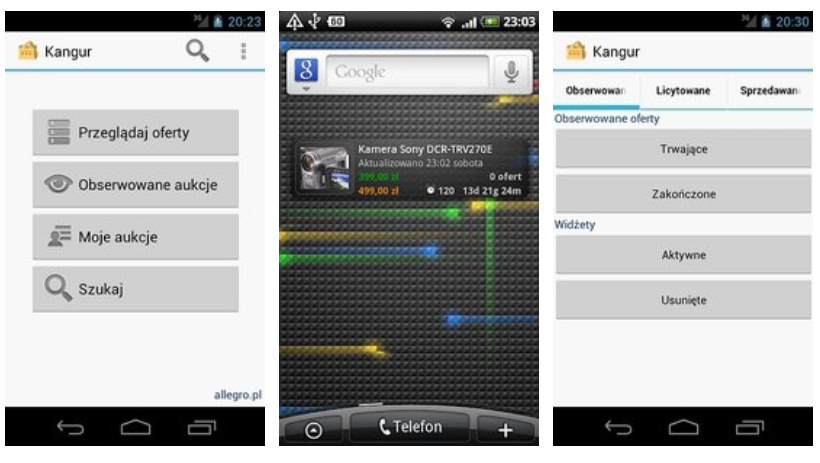 20:23
Kangur
Przeglądaj oferty
Obserwowane aukcje
Moje aukcje
Szukaj
allegro.pl
60
23:03
8
Google
Kamera Sony DCR-TRV270E
Aktualizowano 23:02 sobota
399,00 zł 0 ofert
499,00 zł 120 13d 21g 24m
Telefon
20:30
Kangur
Obserwowan Licytowane Sprzedawan
Obserwowane oferty
Trwające
Zakończone
Widżety
Aktywne
Usunięte